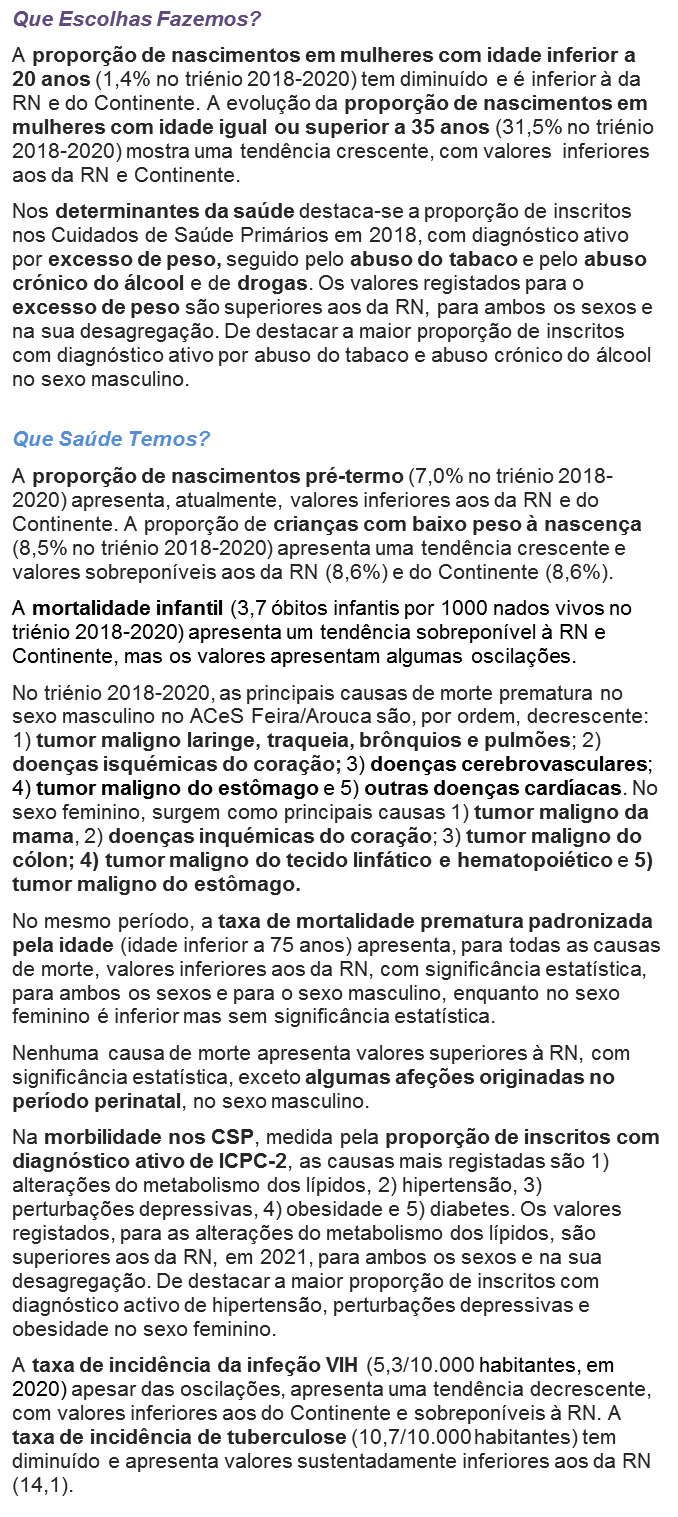 Que Escolhas Fazemos?
A proporção de nascimentos em mulheres com idade inferior a
20 anos (1,4% no triénio 2018-2020) tem diminuído e é inferior à da
RN e do Continente. A evolução da proporção de nascimentos em
mulheres com idade igual ou superior a 35 anos (31,5% no triénio
2018-2020) mostra uma tendência crescente, com valores inferiores
aos da RN e Continente.
Nos determinantes da saúde destaca-se a proporção de inscritos
nos Cuidados de Saúde Primários em 2018, com diagnóstico ativo
por excesso de peso, seguido pelo abuso do tabaco e pelo abuso
crónico do álcool e de drogas. Os valores registados para o
excesso de peso são superiores aos da RN, para ambos os sexos e
na sua desagregação. De destacar a maior proporção de inscritos
com diagnóstico ativo por abuso do tabaco e abuso crónico do álcool
no sexo masculino.
Que Saúde Temos?
A proporção de nascimentos pré-termo (7,0% no triénio 2018-
2020) apresenta, atualmente, valores inferiores aos da RN e do
Continente. A proporção de crianças com baixo peso à nascença
(8,5% no triénio 2018-2020) apresenta uma tendência crescente e
valores sobreponíveis aos da RN (8,6%) e do Continente (8,6%).
A mortalidade infantil (3,7 óbitos infantis por 1000 nados vivos no
triénio 2018-2020) apresenta um tendência sobreponível à RN e
Continente, mas os valores apresentam algumas oscilações.
No triénio 2018-2020, as principais causas de morte prematura no
sexo masculino no ACeS Feira/Arouca são, por ordem, decrescente:
1) tumor maligno laringe, traqueia, brônquios e pulmões; 2)
doenças isquémicas do coração; 3) doenças cerebrovasculares;
4) tumor maligno do estômago e 5) outras doenças cardíacas. No
sexo feminino, surgem como principais causas 1) tumor maligno da
mama, 2) doenças inquémicas do coração; 3) tumor maligno do
cólon; 4) tumor maligno do tecido linfático e hematopoiético e 5)
tumor maligno do estômago.
No mesmo período, a taxa de mortalidade prematura padronizada
pela idade (idade inferior a 75 anos) apresenta, para todas as causas
de morte, valores inferiores aos da RN, com significância estatística,
para ambos os sexos e para o sexo masculino, enquanto no sexo
feminino é inferior mas sem significância estatística.
Nenhuma causa de morte apresenta valores superiores à RN, com
significância estatística, exceto algumas afeções originadas no
período perinatal, no sexo masculino.
Na morbilidade nos CSP, medida pela proporção de inscritos com
diagnóstico ativo de ICPC-2, as causas mais registadas são 1)
alterações do metabolismo dos lípidos, 2) hipertensão, 3)
perturbações depressivas, 4) obesidade e 5) diabetes. Os valores
registados, para as alterações do metabolismo dos lípidos, são
superiores aos da RN, em 2021, para ambos os sexos e na sua
desagregação. De destacar a maior proporção de inscritos com
diagnóstico activo de hipertensão, perturbações depressivas e
obesidade no sexo feminino.
A taxa de incidência da infeção VIH (5,3/10.000 habitantes, em
2020) apesar das oscilações, apresenta uma tendência decrescente,
com valores inferiores aos do Continente e sobreponíveis à RN. A
taxa de incidência de tuberculose (10,7/10.000 habitantes) tem
diminuído e apresenta valores sustentadamente inferiores aos da RN
(14,1).